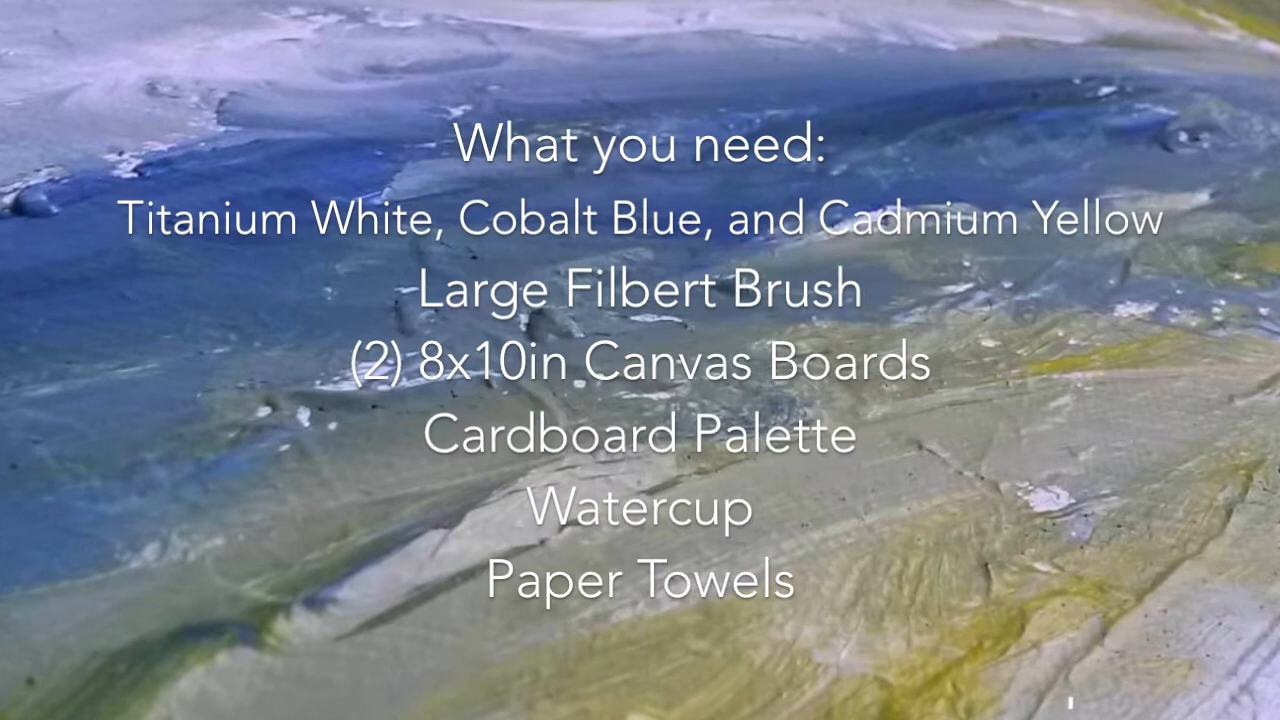 What you need:
Titanium White, Cobalt Blue, and Cadmium Yellow
Large Filbert Brush
(2) 8x10in Canvas Boards
Cardboard Palette
Watercup
Paper Towels